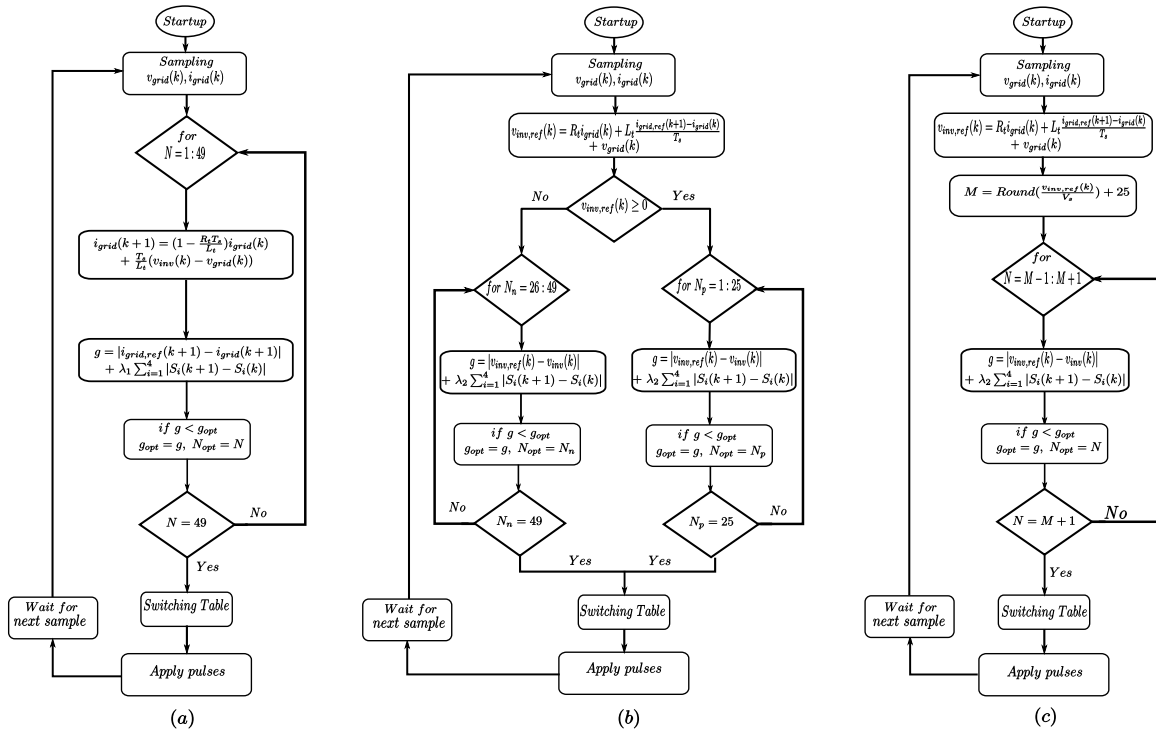 Startup
Sampling
v_grid(k), i_grid(k)
for
N = 1 : 49
i_grid(k+1) = (1 − R_tT_s/L_t)i_grid(k)
+ T_s/L_t(v_inv(k) − v_grid(k))
g = |i_grid,ref(k+1) − i_grid(k+1)|
+ λ_1 ∑_{i=1}^{4} |S_i(k+1) − S_i(k)|
if g < g_opt
g_opt = g, N_opt = N
N = 49
No
Yes
Switching Table
Wait for
next sample
Apply pulses
(a)
Startup
Sampling
v_grid(k), i_grid(k)
v_inv,ref(k) = R_t i_grid(k) + L_t (i_grid,ref(k+1) − i_grid(k))/T_s
+ v_grid(k)
No
v_inv,ref(k) ≥ 0
Yes
for N_n = 26 : 49
for N_p = 1 : 25
g = |v_inv,ref(k) − v_inv(k)|
+ λ_2 ∑_{i=1}^{4} |S_i(k+1) − S_i(k)|
g = |v_inv,ref(k) − v_inv(k)|
+ λ_2 ∑_{i=1}^{4} |S_i(k+1) − S_i(k)|
if g < g_opt
g_opt = g, N_opt = N_n
if g < g_opt
g_opt = g, N_opt = N_p
No
N_n = 49
N_p = 25
No
Yes
Yes
Switching Table
Wait for
next sample
Apply pulses
(b)
Startup
Sampling
v_grid(k), i_grid(k)
v_inv,ref(k) = R_t i_grid(k) + L_t (i_grid,ref(k+1) − i_grid(k))/T_s
+ v_grid(k)
M = Round(v_inv,ref(k)/V_s) + 25
for
N = M − 1 : M + 1
g = |v_inv,ref(k) − v_inv(k)|
+ λ_2 ∑_{i=1}^{4} |S_i(k+1) − S_i(k)|
if g < g_opt
g_opt = g, N_opt = N
N = M + 1
No
Yes
Switching Table
Wait for
next sample
Apply pulses
(c)